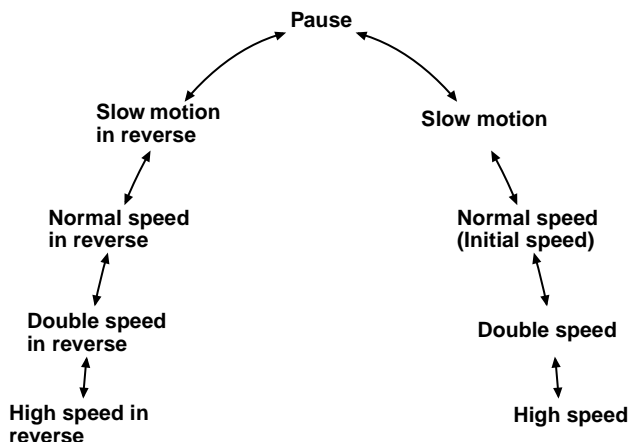 Pause
Slow motion
in reverse
Slow motion
Normal speed
in reverse
Normal speed
(Initial speed)
Double speed
in reverse
Double speed
High speed in
reverse
High speed